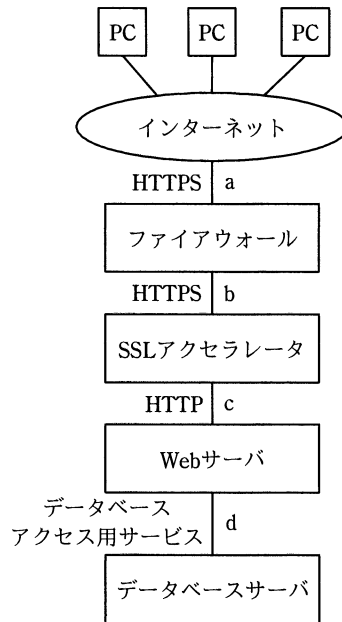 PC PC PC
インターネット
HTTPS a
ファイアウォール
HTTPS b
SSLアクセラレータ
HTTP c
Webサーバ
データベース
アクセス用サービス d
データベースサーバ